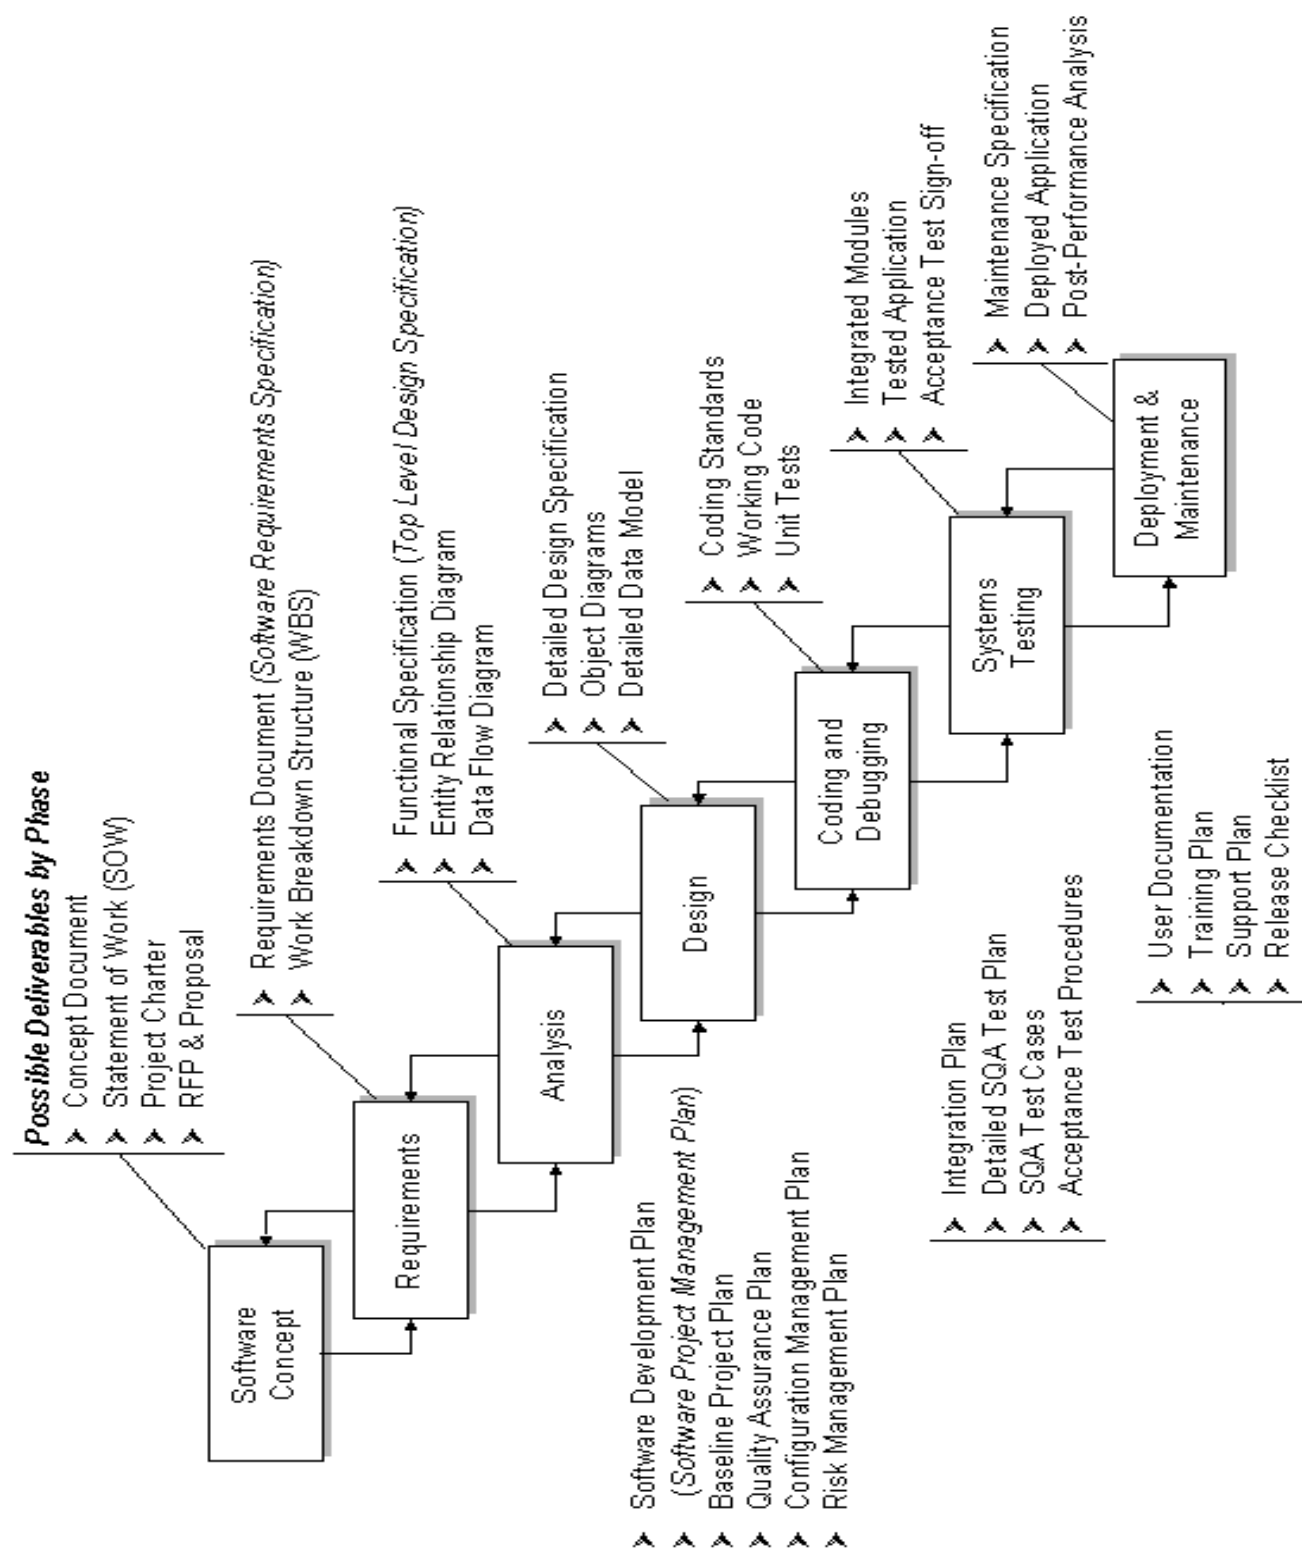 Possible Deliverables by Phase
Concept Document
Statement of Work (SOW)
Project Charter
RFP & Proposal
Software
Concept
Requirements Document (Software Requirements Specification)
Work Breakdown Structure (WBS)
Requirements
Functional Specification (Top Level Design Specification)
Entity Relationship Diagram
Data Flow Diagram
Analysis
Detailed Design Specification
Object Diagrams
Detailed Data Model
Design
Software Development Plan
(Software Project Management Plan)
Baseline Project Plan
Quality Assurance Plan
Configuration Management Plan
Risk Management Plan
Coding Standards
Working Code
Unit Tests
Coding and
Debugging
Integrated Modules
Tested Application
Acceptance Test Sign-off
Systems
Testing
Integration Plan
Detailed SQA Test Plan
SQA Test Cases
Acceptance Test Procedures
Maintenance Specification
Deployed Application
Post-Performance Analysis
Deployment &
Maintenance
User Documentation
Training Plan
Support Plan
Release Checklist